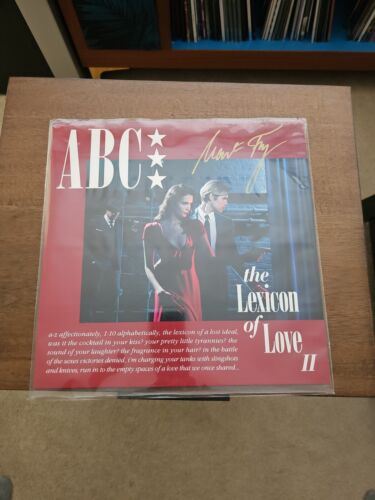 ABC
Mart Fry
the
Lexicon
of
Love
II
a-z affectionately, 1-10 alphabetically, the lexicon of a lost ideal,
was it the cocktail in your kiss? your pretty little tyrannies? the
sound of your laughter? the fragrance in your hair? in the battle
of the sexes victories denied, i'm charging your tanks with slingshots
and knives, run in to the empty spaces of a love that we once shared...